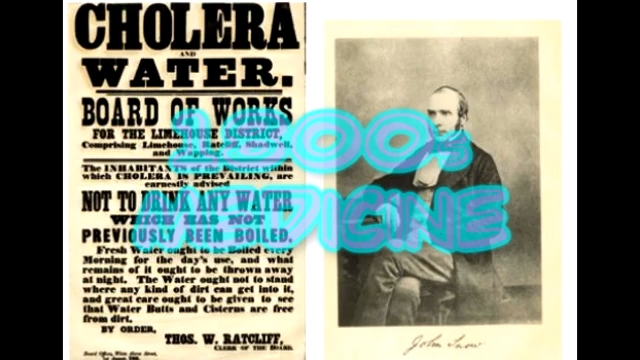 CHOLERA
AND
WATER.
BOARD OF WORKS
FOR THE LIMEHOUSE DISTRICT,
Comprising Limehouse, Ratcliff, Shadwell,
and Wapping.
The INHABITANTS of the District within
which CHOLERA IS PREVAILING, are
earnestly advised
NOT TO DRINK ANY WATER
WHICH HAS NOT
PREVIOUSLY BEEN BOILED.
Fresh Water ought to be Boiled every
Morning for the day's use, and what
remains of it ought to be thrown away
at night. The Water ought not to stand
where any kind of dirt can get into it,
and great care ought to be given to see
that Water Butts and Cisterns are free
from dirt.
BY ORDER,
THOS. W. RATCLIFF,
CLERK OF THE BOARD.
Board Offices, White Horse Street,
MEDICINE
John Snow